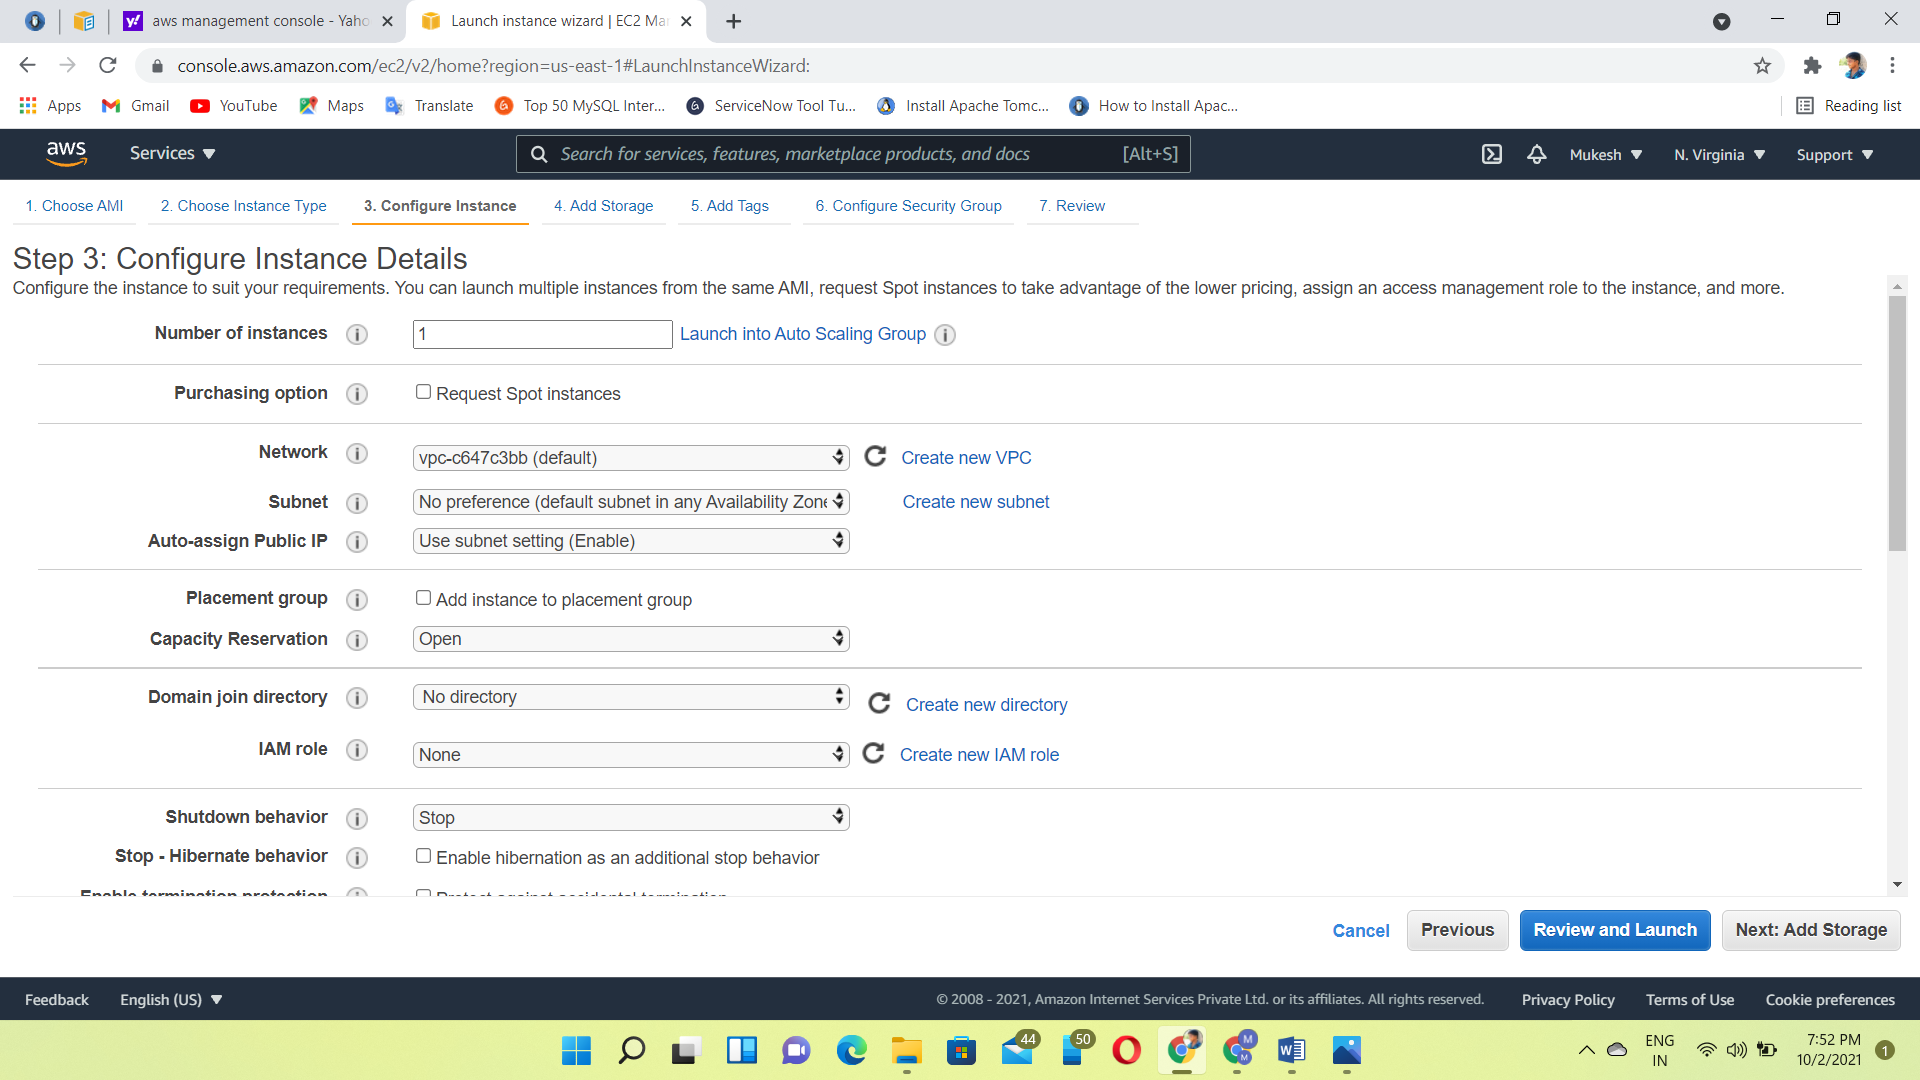 aws management console - Yaho
Launch instance wizard | EC2 Mar
console.aws.amazon.com/ec2/v2/home?region=us-east-1#LaunchInstanceWizard:
Apps
Gmail
YouTube
Maps
Translate
Top 50 MySQL Inter...
ServiceNow Tool Tu...
Install Apache Tomc...
How to Install Apac...
Reading list
aws
Services
Search for services, features, marketplace products, and docs
[Alt+S]
Mukesh
N. Virginia
Support
1. Choose AMI
2. Choose Instance Type
3. Configure Instance
4. Add Storage
5. Add Tags
6. Configure Security Group
7. Review
Step 3: Configure Instance Details
Configure the instance to suit your requirements. You can launch multiple instances from the same AMI, request Spot instances to take advantage of the lower pricing, assign an access management role to the instance, and more.
Number of instances
1
Launch into Auto Scaling Group
Purchasing option
Request Spot instances
Network
vpc-c647c3bb (default)
Create new VPC
Subnet
No preference (default subnet in any Availability Zone
Create new subnet
Auto-assign Public IP
Use subnet setting (Enable)
Placement group
Add instance to placement group
Capacity Reservation
Open
Domain join directory
No directory
Create new directory
IAM role
None
Create new IAM role
Shutdown behavior
Stop
Stop - Hibernate behavior
Enable hibernation as an additional stop behavior
Enable termination protection
Protect against accidental termination
Cancel
Previous
Review and Launch
Next: Add Storage
Feedback
English (US)
© 2008 - 2021, Amazon Internet Services Private Ltd. or its affiliates. All rights reserved.
Privacy Policy
Terms of Use
Cookie preferences
44
50
M
M
ENG
IN
7:52 PM
10/2/2021
1